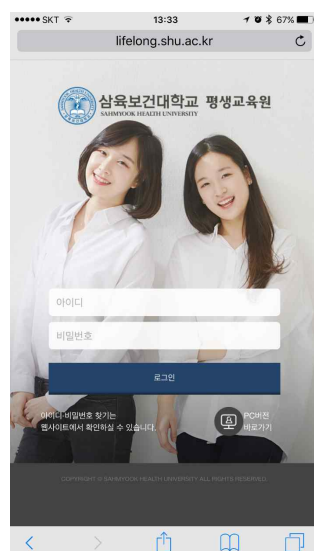 SKT 13:33 67%
lifelong.shu.ac.kr
삼육보건대학교 평생교육원
SAHMYOOK HEALTH UNIVERSITY
아이디
비밀번호
로그인
아이디·비밀번호 찾기는
웹사이트에서 확인하실 수 있습니다.
PC버전
바로가기
COPYRIGHT © SAHMYOOK HEALTH UNIVERSITY ALL RIGHTS RESERVED.